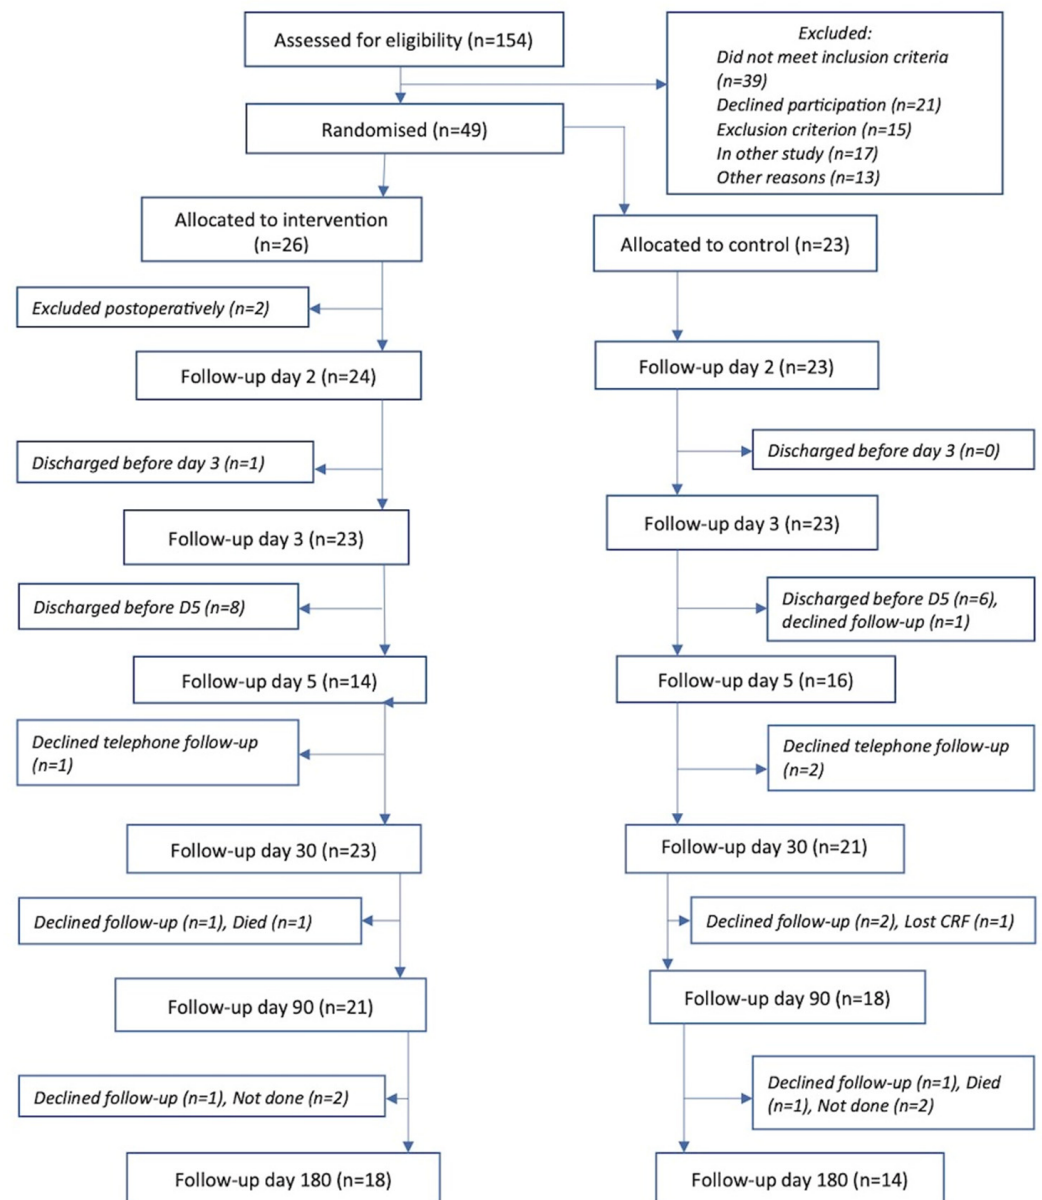 Assessed for eligibility (n=154)
Excluded:
Did not meet inclusion criteria
(n=39)
Declined participation (n=21)
Exclusion criterion (n=15)
In other study (n=17)
Other reasons (n=13)
Randomised (n=49)
Allocated to intervention
(n=26)
Allocated to control (n=23)
Excluded postoperatively (n=2)
Follow-up day 2 (n=24)
Follow-up day 2 (n=23)
Discharged before day 3 (n=1)
Discharged before day 3 (n=0)
Follow-up day 3 (n=23)
Follow-up day 3 (n=23)
Discharged before D5 (n=8)
Discharged before D5 (n=6),
declined follow-up (n=1)
Follow-up day 5 (n=14)
Follow-up day 5 (n=16)
Declined telephone follow-up
(n=1)
Declined telephone follow-up
(n=2)
Follow-up day 30 (n=23)
Follow-up day 30 (n=21)
Declined follow-up (n=1), Died (n=1)
Declined follow-up (n=2), Lost CRF (n=1)
Follow-up day 90 (n=21)
Follow-up day 90 (n=18)
Declined follow-up (n=1), Not done (n=2)
Declined follow-up (n=1), Died
(n=1), Not done (n=2)
Follow-up day 180 (n=18)
Follow-up day 180 (n=14)